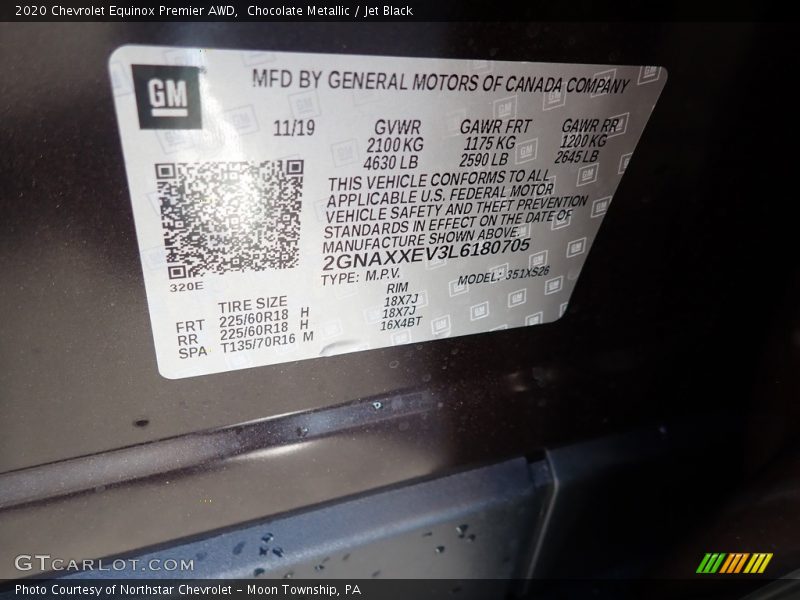 2020 Chevrolet Equinox Premier AWD,  Chocolate Metallic / Jet Black
GM
MFD BY GENERAL MOTORS OF CANADA COMPANY
11/19 GVWR GAWR FRT GAWR RR
2100 KG 1175 KG 1200 KG
4630 LB 2590 LB 2645 LB
THIS VEHICLE CONFORMS TO ALL
APPLICABLE U.S. FEDERAL MOTOR
VEHICLE SAFETY AND THEFT PREVENTION
STANDARDS IN EFFECT ON THE DATE OF
MANUFACTURE SHOWN ABOVE.
2GNAXXEV3L6180705
320E TYPE: M.P.V. MODEL: 351XS26
TIRE SIZE RIM
FRT 225/60R18 H 18X7J
RR 225/60R18 H 18X7J
SPA T135/70R16 M 16X4BT
GTCARLOT.COM
Photo Courtesy of Northstar Chevrolet – Moon Township, PA